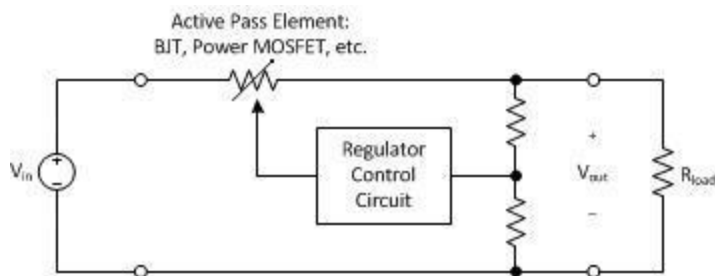 Active Pass Element:
BJT, Power MOSFET, etc.
Vin
+
−
Regulator
Control
Circuit
+
Vout
−
Rload